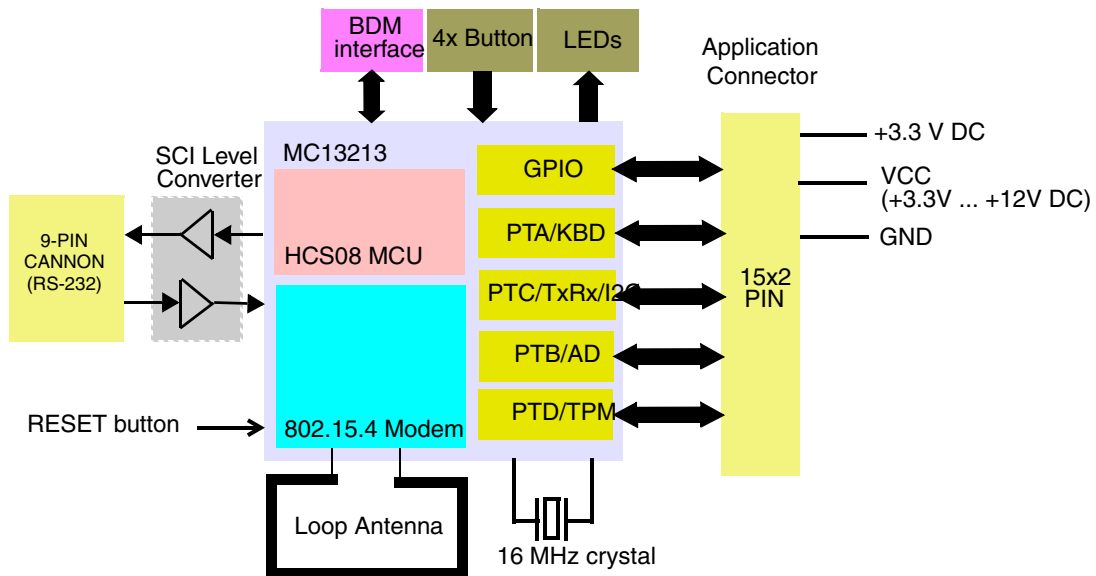 BDM
interface
4x Button
LEDs
Application
Connector
SCI Level
Converter
MC13213
HCS08 MCU
802.15.4 Modem
GPIO
PTA/KBD
PTC/TxRx/I2C
PTB/AD
PTD/TPM
15x2
PIN
+3.3 V DC
VCC
(+3.3V ... +12V DC)
GND
9-PIN
CANNON
(RS-232)
RESET button
Loop Antenna
16 MHz crystal